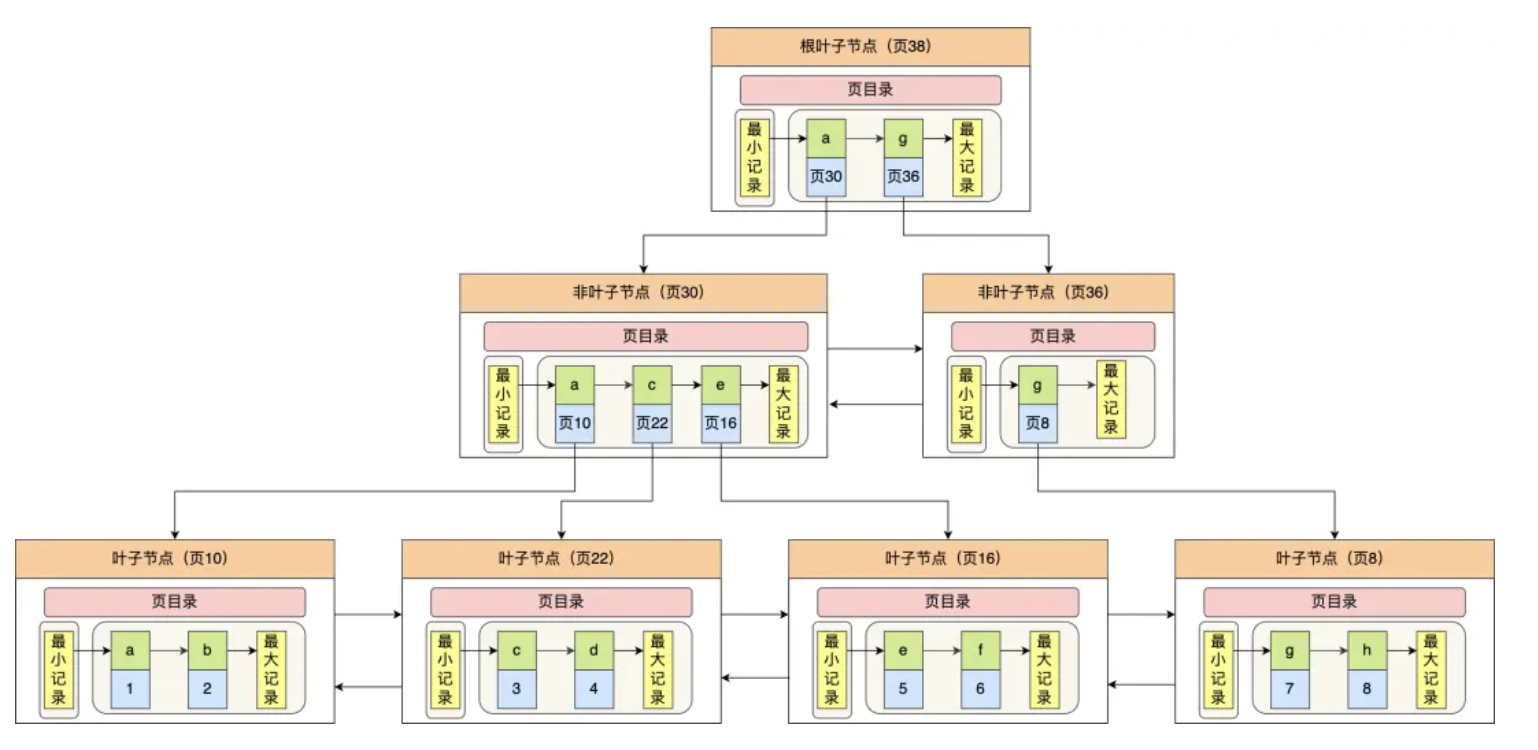 根叶子节点（页38）
页目录
最小记录
a
页30
g
页36
最大记录
非叶子节点（页30）
页目录
最小记录
a
页10
c
页22
e
页16
最大记录
非叶子节点（页36）
页目录
最小记录
g
页8
最大记录
叶子节点（页10）
页目录
最小记录
a
1
b
2
最大记录
叶子节点（页22）
页目录
最小记录
c
3
d
4
最大记录
叶子节点（页16）
页目录
最小记录
e
5
f
6
最大记录
叶子节点（页8）
页目录
最小记录
g
7
h
8
最大记录